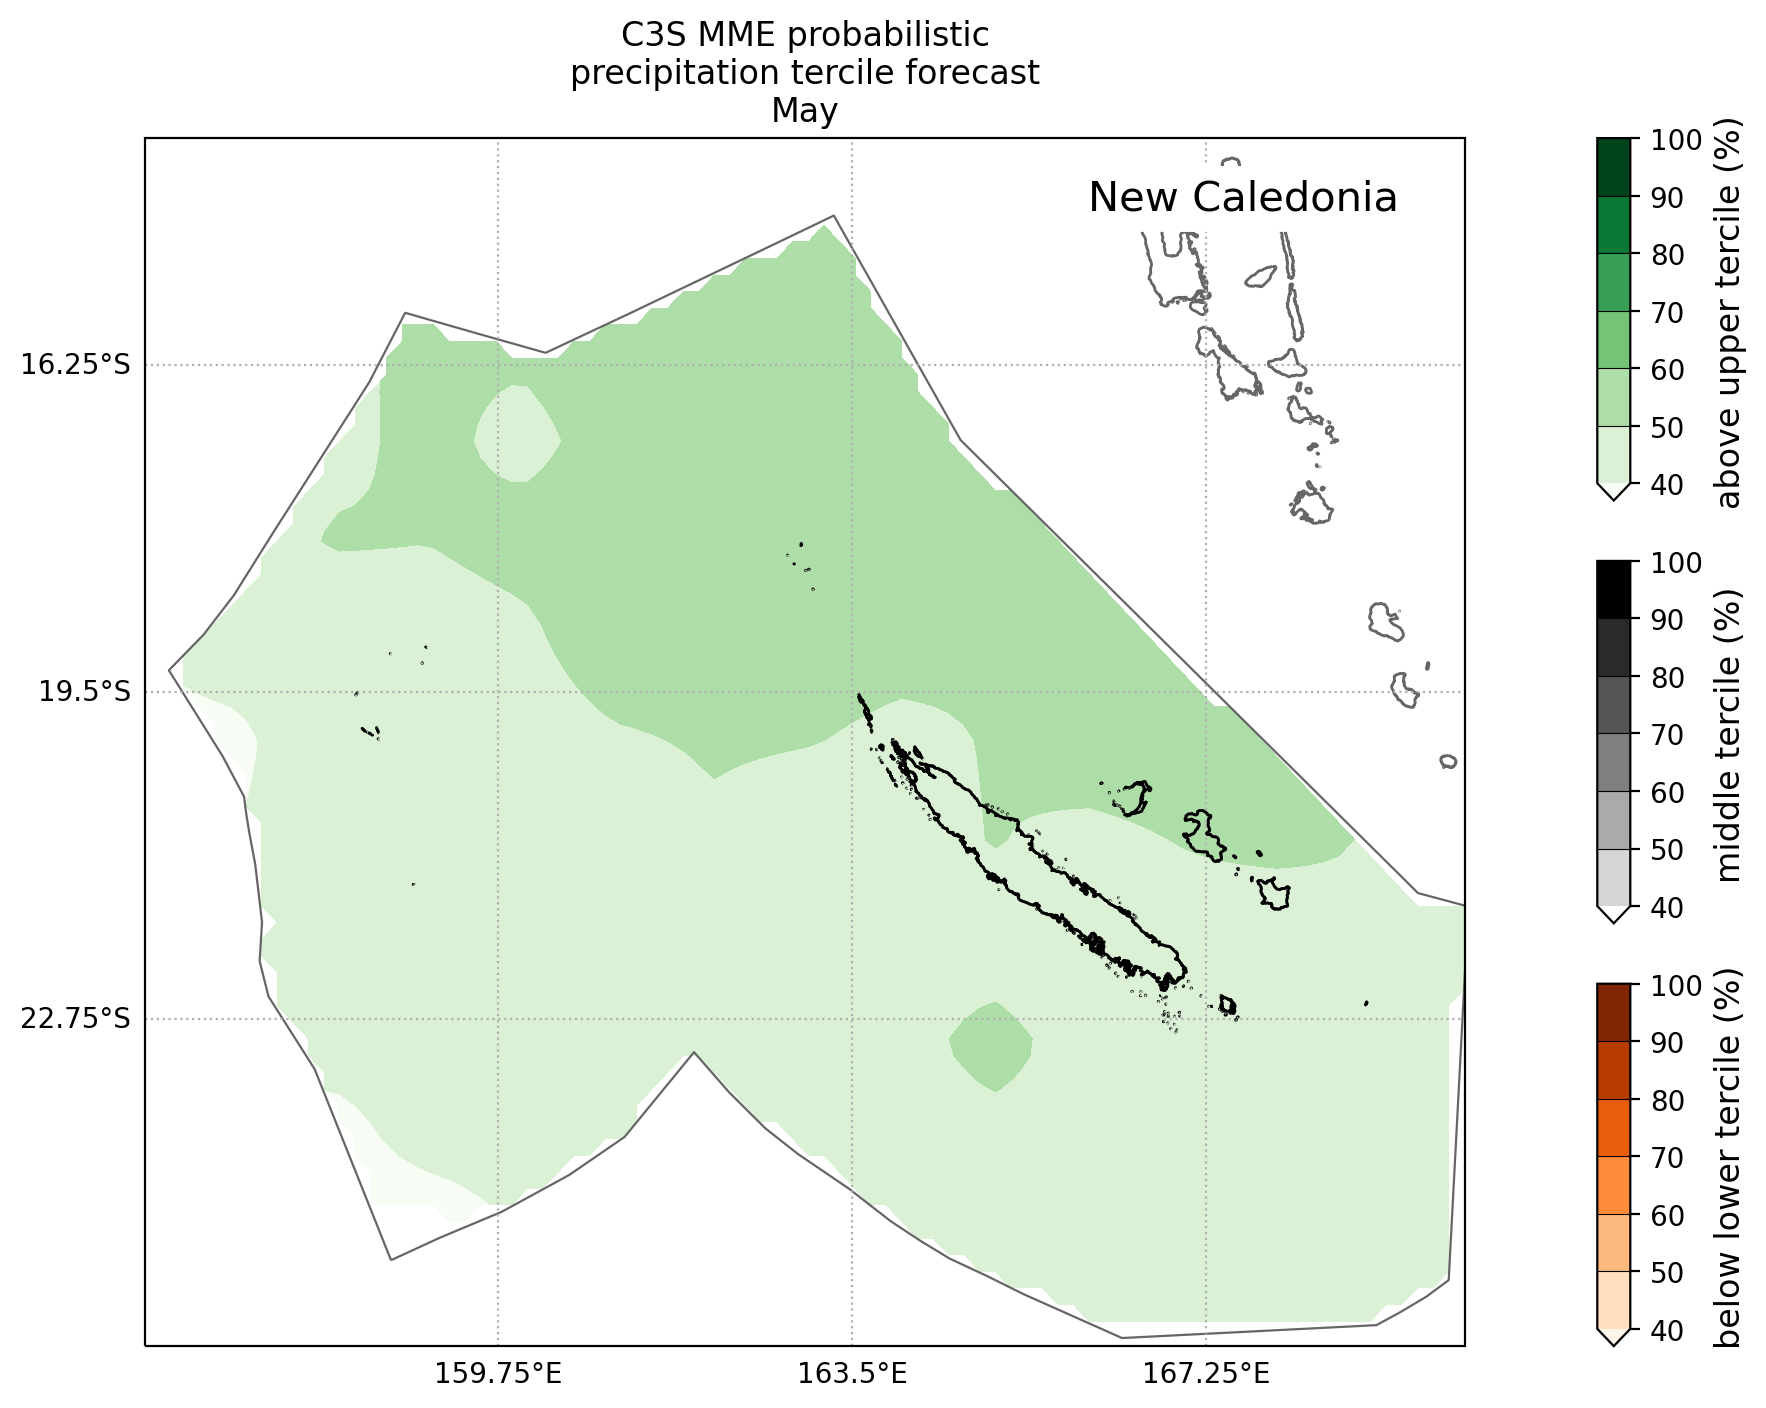 C3S MME probabilistic
precipitation tercile forecast
May
New Caledonia
16.25°S
19.5°S
22.75°S
159.75°E
163.5°E
167.25°E
100
90
80
70
60
50
40
above upper tercile (%)
100
90
80
70
60
50
40
middle tercile (%)
100
90
80
70
60
50
40
below lower tercile (%)